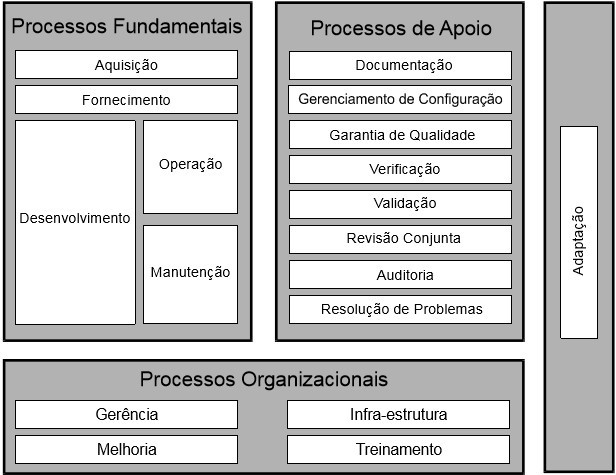 Processos Fundamentais
Aquisição
Fornecimento
Desenvolvimento
Operação
Manutenção
Processos de Apoio
Documentação
Gerenciamento de Configuração
Garantia de Qualidade
Verificação
Validação
Revisão Conjunta
Auditoria
Resolução de Problemas
Adaptação
Processos Organizacionais
Gerência
Infra-estrutura
Melhoria
Treinamento